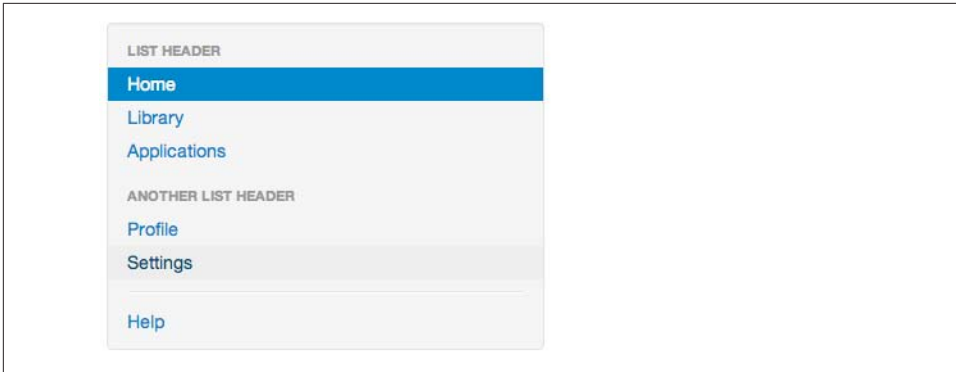 LIST HEADER
Home
Library
Applications
ANOTHER LIST HEADER
Profile
Settings
Help